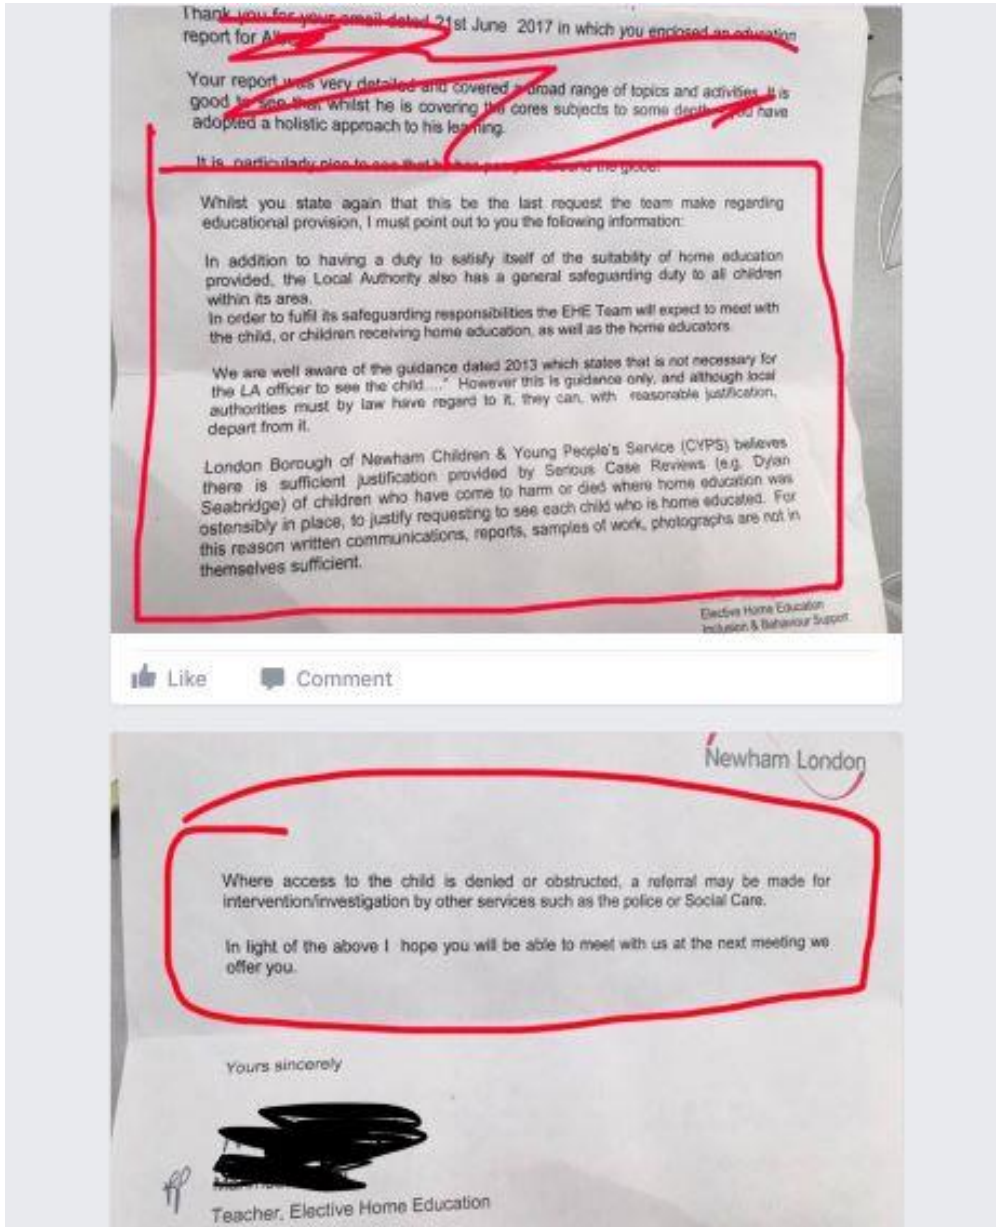 Thank you for your email dated 21st June 2017 in which you enclosed an education
report for
Your report was very detailed and covered a broad range of topics and activities. It is
good to see that whilst he is covering the cores subjects to some depth you have
adopted a holistic approach to his learning.
It is particularly nice to see that he has around the globe.
Whilst you state again that this be the last request the team make regarding
educational provision, I must point out to you the following information:
In addition to having a duty to satisfy itself of the suitability of home education
provided, the Local Authority also has a general safeguarding duty to all children
within its area.
In order to fulfil its safeguarding responsibilities the EHE Team will expect to meet with
the child, or children receiving home education, as well as the home educators.
We are well aware of the guidance dated 2013 which states that is not necessary for
the LA officer to see the child...." However this is guidance only, and although local
authorities must by law have regard to it, they can, with reasonable justification,
depart from it.
London Borough of Newham Children & Young People's Service (CYPS) believes
there is sufficient justification provided by Serious Case Reviews (e.g. Dylan
Seabridge) of children who have come to harm or died where home education was
ostensibly in place, to justify requesting to see each child who is home educated. For
this reason written communications, reports, samples of work, photographs are not in
themselves sufficient.
Elective Home Education
Inclusion & Behaviour Support
Like Comment
Newham London
Where access to the child is denied or obstructed, a referral may be made for
intervention/investigation by other services such as the police or Social Care.
In light of the above I hope you will be able to meet with us at the next meeting we
offer you.
Yours sincerely
pp
Teacher, Elective Home Education